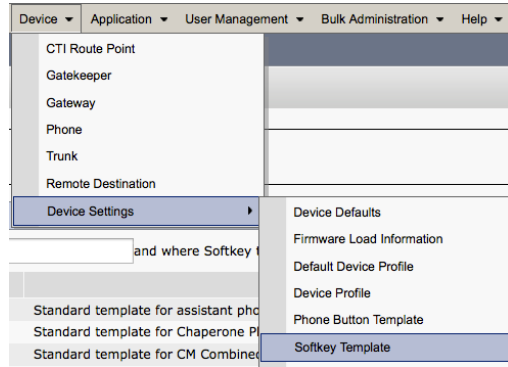 Device Application User Management Bulk Administration Help
CTI Route Point
Gatekeeper
Gateway
Phone
Trunk
Remote Destination
Device Settings
Device Defaults
Firmware Load Information
Default Device Profile
Device Profile
Phone Button Template
Softkey Template
and where Softkey
Standard template for assistant
Standard template for Chaperone
Standard template for CM